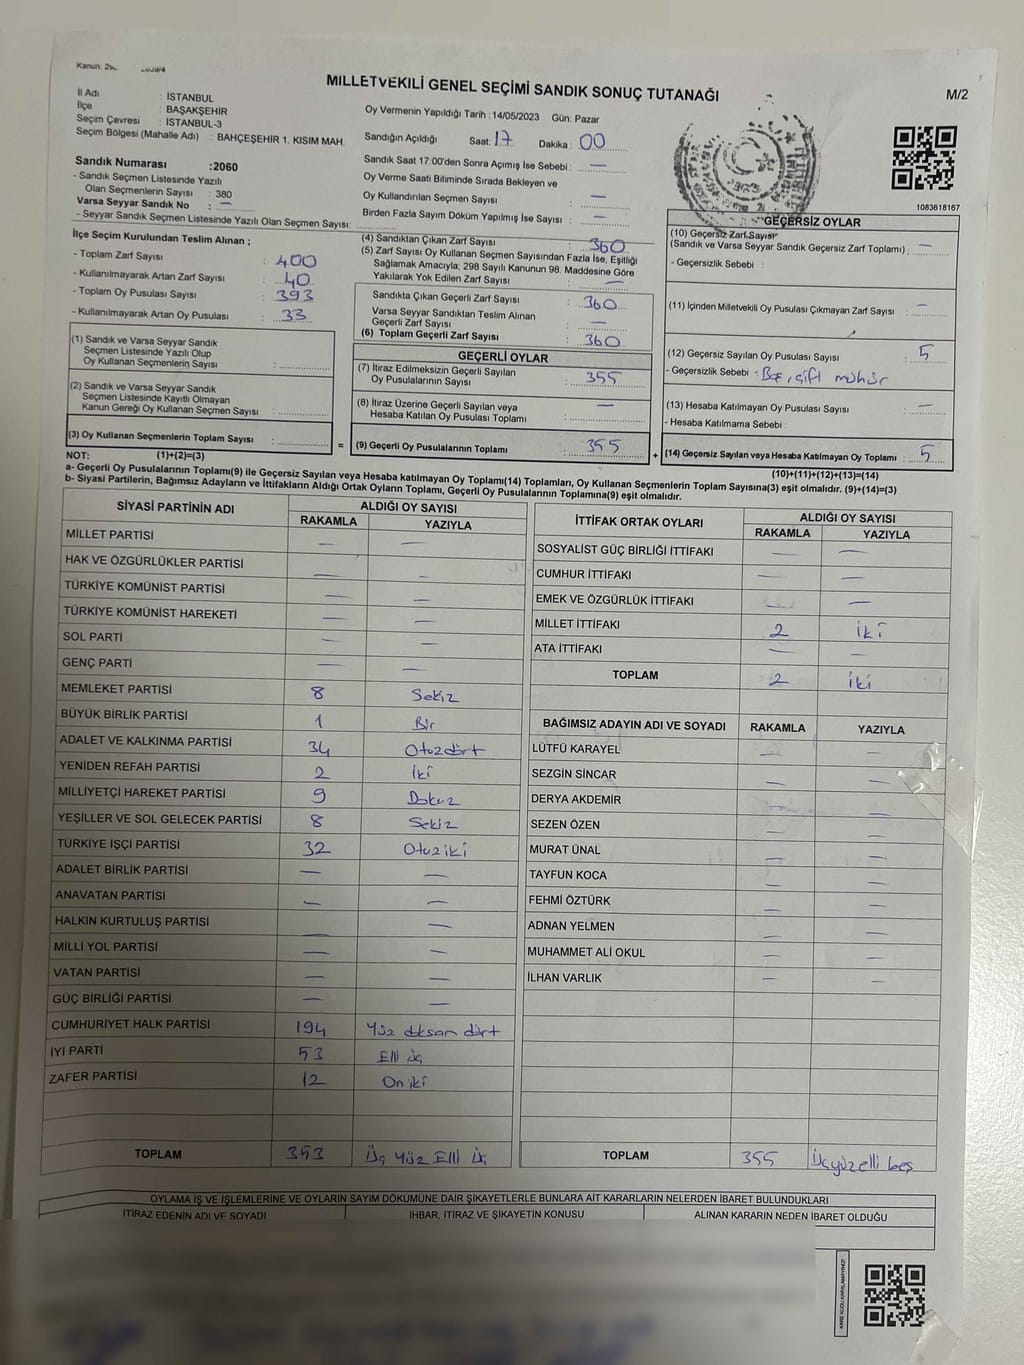 MİLLETVEKİLİ GENEL SEÇİMİ SANDIK SONUÇ TUTANAĞI
M/2
İl Adı : İSTANBUL
İlçe : BAŞAKŞEHİR
Seçim Çevresi : İSTANBUL-3
Seçim Bölgesi (Mahalle Adı) : BAHÇEŞEHİR 1. KISIM MAH.
Oy Vermenin Yapıldığı Tarih : 14/05/2023 Gün: Pazar
Sandığın Açıldığı Saat: 17 Dakika : 00
Sandık Saat 17:00'den Sonra Açımış İse Sebebi : —
Oy Verme Saati Bitiminde Sırada Bekleyen ve
Oy Kullandırılan Seçmen Sayısı : —
Birden Fazla Sayım Döküm Yapılmış İse Sayısı : —
1083618167
Sandık Numarası :2060
- Sandık Seçmen Listesinde Yazılı
Olan Seçmenlerin Sayısı : 380
Varsa Seyyar Sandık No : —
- Seyyar Sandık Seçmen Listesinde Yazılı Olan Seçmen Sayısı:
İlçe Seçim Kurulundan Teslim Alınan ;
- Toplam Zarf Sayısı : 400
- Kullanılmayarak Artan Zarf Sayısı : 40
- Toplam Oy Pusulası Sayısı : 393
- Kullanılmayarak Artan Oy Pusulası : 33
(1) Sandık ve Varsa Seyyar Sandık
Seçmen Listesinde Yazılı Olup
Oy Kullanan Seçmenlerin Sayısı :
(2) Sandık ve Varsa Seyyar Sandık
Seçmen Listesinde Kayıtlı Olmayan
Kanun Gereği Oy Kullanan Seçmen Sayısı :
(3) Oy Kullanan Seçmenlerin Toplam Sayısı :
(4) Sandıktan Çıkan Zarf Sayısı : 360
(5) Zarf Sayısı Oy Kullanan Seçmen Sayısından Fazla İse, Eşitliği
Sağlamak Amacıyla; 298 Sayılı Kanunun 98. Maddesine Göre
Yakılarak Yok Edilen Zarf Sayısı : —
Sandıkta Çıkan Geçerli Zarf Sayısı : 360
Varsa Seyyar Sandıktan Teslim Alınan
Geçerli Zarf Sayısı : —
(6) Toplam Geçerli Zarf Sayısı : 360
GEÇERLİ OYLAR
(7) İtiraz Edilmeksizin Geçerli Sayılan
Oy Pusulalarının Sayısı : 355
(8) İtiraz Üzerine Geçerli Sayılan veya
Hesaba Katılan Oy Pusulaları Toplamı : —
= (9) Geçerli Oy Pusulalarının Toplamı : 355
GEÇERSİZ OYLAR
(10) Geçersiz Zarf Sayısı
(Sandık ve Varsa Seyyar Sandık Geçersiz Zarf Toplamı) : —
- Geçersizlik Sebebi :
(11) İçinden Milletvekili Oy Pusulası Çıkmayan Zarf Sayısı : —
(12) Geçersiz Sayılan Oy Pusulası Sayısı : 5
- Geçersizlik Sebebi : Boş, çift mühür
(13) Hesaba Katılmayan Oy Pusulası Sayısı : —
- Hesaba Katılmama Sebebi :
+ (14) Geçersiz Sayılan veya Hesaba Katılmayan Oy Toplamı : 5
NOT: (1)+(2)=(3) (10)+(11)+(12)+(13)=(14)
a- Geçerli Oy Pusulalarının Toplamı(9) ile Geçersiz Sayılan veya Hesaba katılmayan Oy Toplamı(14) Toplamları, Oy Kullanan Seçmenlerin Toplam Sayısına(3) eşit olmalıdır. (9)+(14)=(3)
b- Siyasi Partilerin, Bağımsız Adayların ve İttifakların Aldığı Ortak Oyların Toplamı, Geçerli Oy Pusulalarının Toplamına(9) eşit olmalıdır.
SİYASİ PARTİNİN ADI ALDIĞI OY SAYISI
RAKAMLA YAZIYLA
MİLLET PARTİSİ — —
HAK VE ÖZGÜRLÜKLER PARTİSİ — —
TÜRKİYE KOMÜNİST PARTİSİ — —
TÜRKİYE KOMÜNİST HAREKETİ — —
SOL PARTİ — —
GENÇ PARTİ — —
MEMLEKET PARTİSİ 8 Sekiz
BÜYÜK BİRLİK PARTİSİ 1 Bir
ADALET VE KALKINMA PARTİSİ 34 Otuzdört
YENİDEN REFAH PARTİSİ 2 İki
MİLLİYETÇİ HAREKET PARTİSİ 9 Dokuz
YEŞİLLER VE SOL GELECEK PARTİSİ 8 Sekiz
TÜRKİYE İŞÇİ PARTİSİ 32 Otuziki
ADALET BİRLİK PARTİSİ — —
ANAVATAN PARTİSİ — —
HALKIN KURTULUŞ PARTİSİ — —
MİLLİ YOL PARTİSİ — —
VATAN PARTİSİ — —
GÜÇ BİRLİĞİ PARTİSİ — —
CUMHURİYET HALK PARTİSİ 194 Yüz doksan dört
İYİ PARTİ 53 Elli üç
ZAFER PARTİSİ 12 On iki
TOPLAM 353 Üç Yüz Elli Üç
İTTİFAK ORTAK OYLARI ALDIĞI OY SAYISI
RAKAMLA YAZIYLA
SOSYALİST GÜÇ BİRLİĞİ İTTİFAKI — —
CUMHUR İTTİFAKI — —
EMEK VE ÖZGÜRLÜK İTTİFAKI — —
MİLLET İTTİFAKI 2 İki
ATA İTTİFAKI — —
TOPLAM 2 İki
BAĞIMSIZ ADAYIN ADI VE SOYADI RAKAMLA YAZIYLA
LÜTFÜ KARAYEL — —
SEZGİN SİNCAR — —
DERYA AKDEMİR — —
SEZEN ÖZEN — —
MURAT ÜNAL — —
TAYFUN KOCA — —
FEHMİ ÖZTÜRK — —
ADNAN YELMEN — —
MUHAMMET ALİ OKUL — —
İLHAN VARLIK — —
TOPLAM 355 Üçyüzelli beş
OYLAMA İŞ VE İŞLEMLERİNE VE OYLARIN SAYIM DÖKÜMÜNE DAİR ŞİKAYETLERLE BUNLARA AİT KARARLARIN NELERDEN İBARET BULUNDUKLARI
İTİRAZ EDENİN ADI VE SOYADI İHBAR, İTİRAZ VE ŞİKAYETİN KONUSU ALINAN KARARIN NEDEN İBARET OLDUĞU
KARE KODU KARALAMAYINIZ!